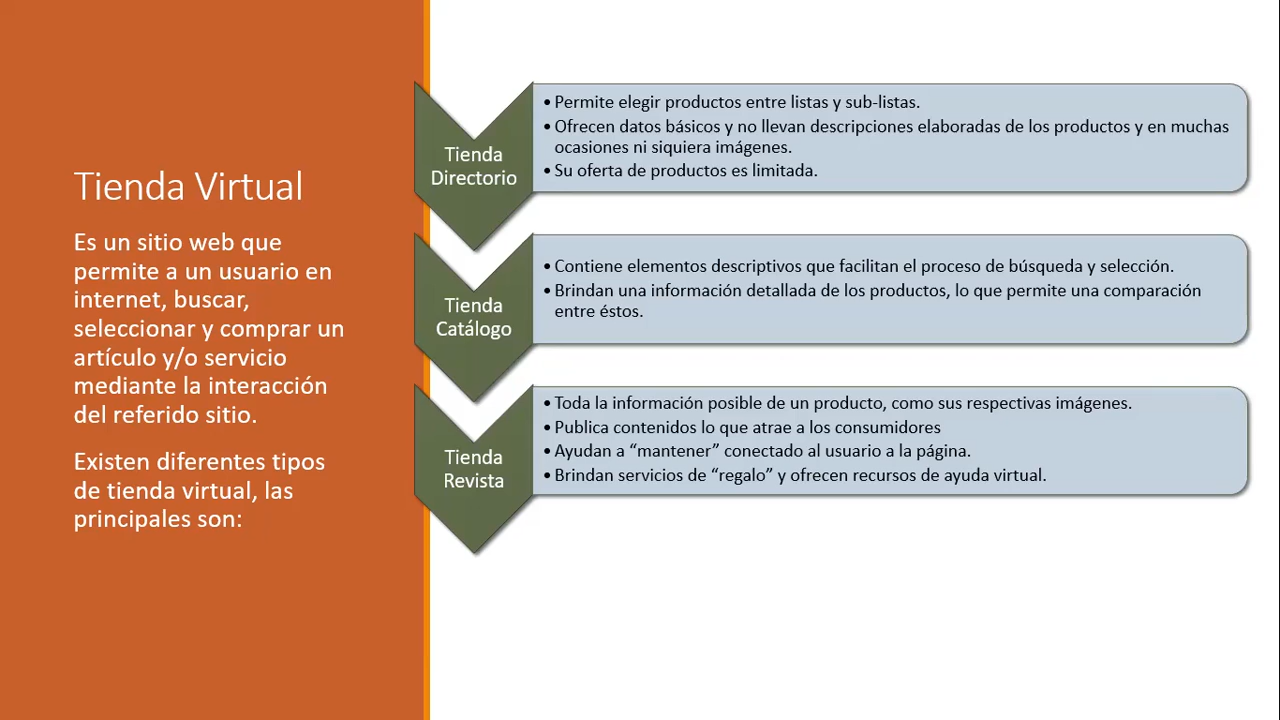 Tienda Virtual
Es un sitio web que
permite a un usuario en
internet, buscar,
seleccionar y comprar un
artículo y/o servicio
mediante la interacción
del referido sitio.
Existen diferentes tipos
de tienda virtual, las
principales son:
Tienda
Directorio
• Permite elegir productos entre listas y sub-listas.
• Ofrecen datos básicos y no llevan descripciones elaboradas de los productos y en muchas
ocasiones ni siquiera imágenes.
• Su oferta de productos es limitada.
Tienda
Catálogo
• Contiene elementos descriptivos que facilitan el proceso de búsqueda y selección.
• Brindan una información detallada de los productos, lo que permite una comparación
entre éstos.
Tienda
Revista
• Toda la información posible de un producto, como sus respectivas imágenes.
• Publica contenidos lo que atrae a los consumidores
• Ayudan a “mantener” conectado al usuario a la página.
• Brindan servicios de “regalo” y ofrecen recursos de ayuda virtual.